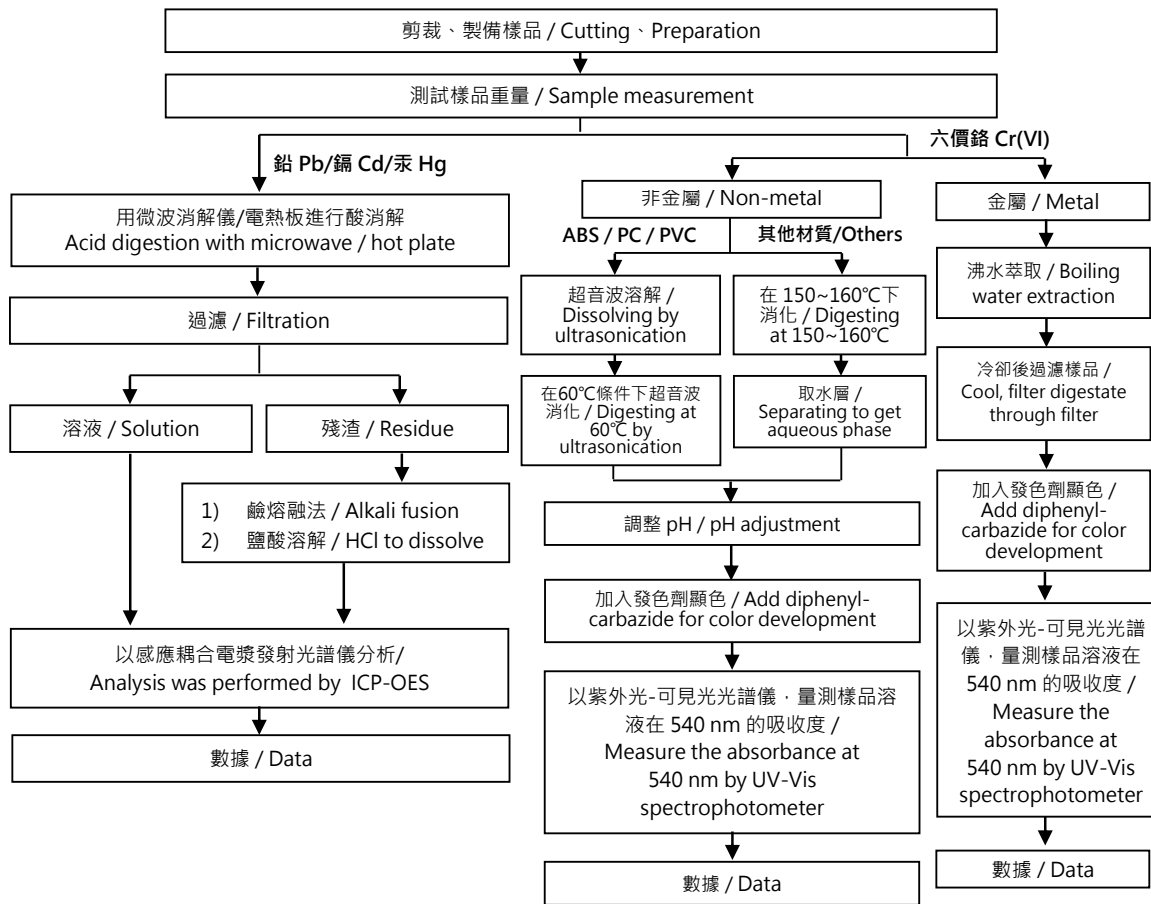 剪裁、製備樣品 / Cutting、Preparation
測試樣品重量 / Sample measurement
鉛 Pb/鎘 Cd/汞 Hg
用微波消解儀/電熱板進行酸消解
Acid digestion with microwave / hot plate
過濾 / Filtration
溶液 / Solution
殘渣 / Residue
1) 鹼熔融法 / Alkali fusion
2) 鹽酸溶解 / HCl to dissolve
以感應耦合電漿發射光譜儀分析/
Analysis was performed by ICP-OES
數據 / Data
六價鉻 Cr(VI)
非金屬 / Non-metal
ABS / PC / PVC
超音波溶解 /
Dissolving by
ultrasonication
在60℃條件下超音波
消化 / Digesting at
60℃ by
ultrasonication
其他材質/Others
在 150~160℃下
消化 / Digesting
at 150~160℃
取水層 /
Separating to get
aqueous phase
調整 pH / pH adjustment
加入發色劑顯色 / Add diphenyl-
carbazide for color development
以紫外光-可見光光譜儀，量測樣品溶
液在 540 nm 的吸收度 /
Measure the absorbance at
540 nm by UV-Vis
spectrophotometer
數據 / Data
金屬 / Metal
沸水萃取 / Boiling
water extraction
冷卻後過濾樣品 /
Cool, filter digestate
through filter
加入發色劑顯色 /
Add diphenyl-
carbazide for color
development
以紫外光-可見光光譜
儀，量測樣品溶液在
540 nm 的吸收度 /
Measure the
absorbance at
540 nm by UV-Vis
spectrophotometer
數據 / Data